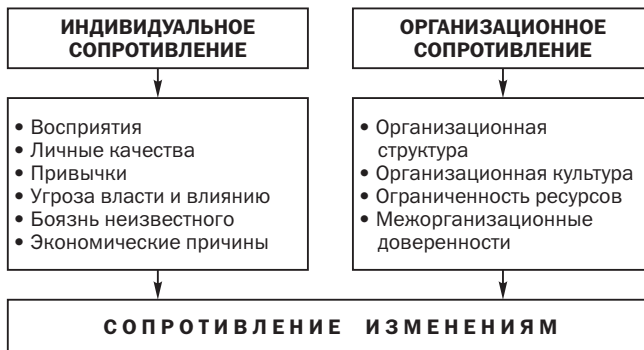 ИНДИВИДУАЛЬНОЕ
СОПРОТИВЛЕНИЕ
• Восприятия
• Личные качества
• Привычки
• Угроза власти и влиянию
• Боязнь неизвестного
• Экономические причины
ОРГАНИЗАЦИОННОЕ
СОПРОТИВЛЕНИЕ
• Организационная
структура
• Организационная культура
• Ограниченность ресурсов
• Межорганизационные
доверенности
СОПРОТИВЛЕНИЕ ИЗМЕНЕНИЯМ